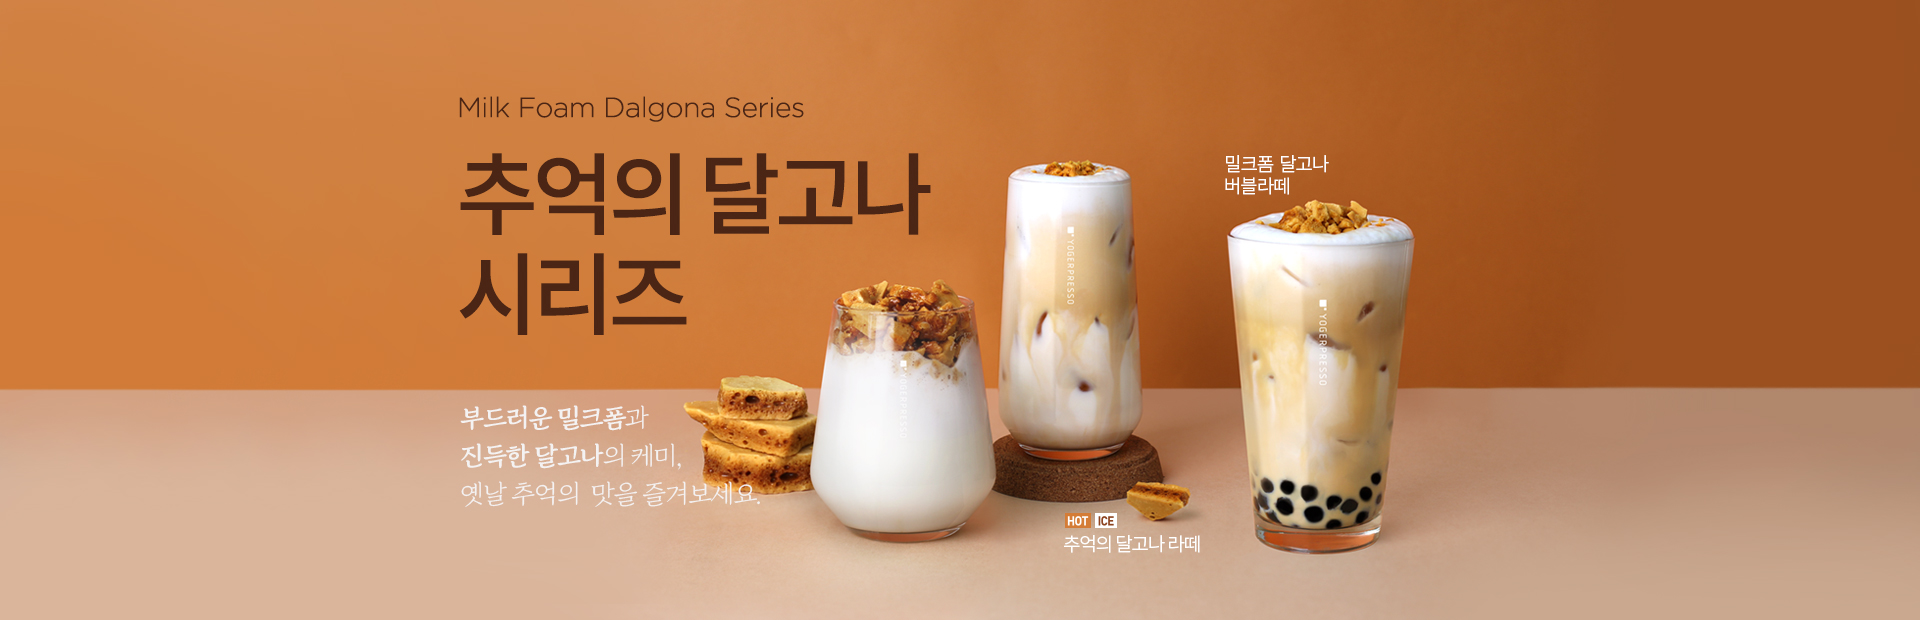 Milk Foam Dalgona Series
추억의 달고나
시리즈
부드러운 밀크폼과
진득한 달고나의 케미,
옛날 추억의 맛을 즐겨보세요.
YOGERPRESSO
YOGERPRESSO
밀크폼 달고나
버블라떼
YOGERPRESSO
HOT ICE
추억의 달고나 라떼